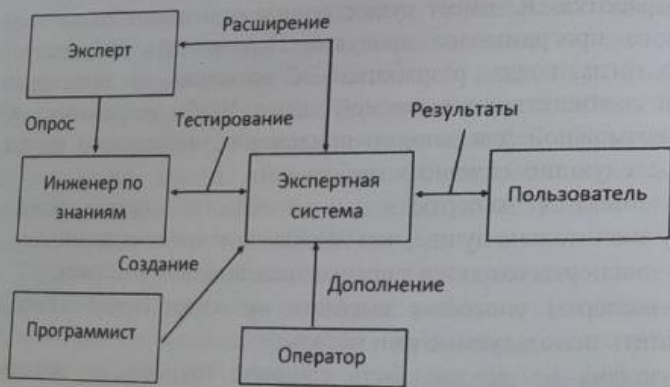 Расширение
Эксперт
Опрос
Тестирование
Результаты
Инженер по
знаниям
Экспертная
система
Пользователь
Создание
Дополнение
Программист
Оператор